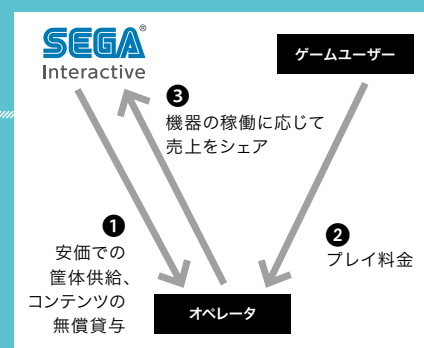 SEGA®
Interactive
ゲームユーザー
❸
機器の稼働に応じて
売上をシェア
❶
安価での
筐体供給、
コンテンツの
無償貸与
❷
プレイ料金
オペレータ